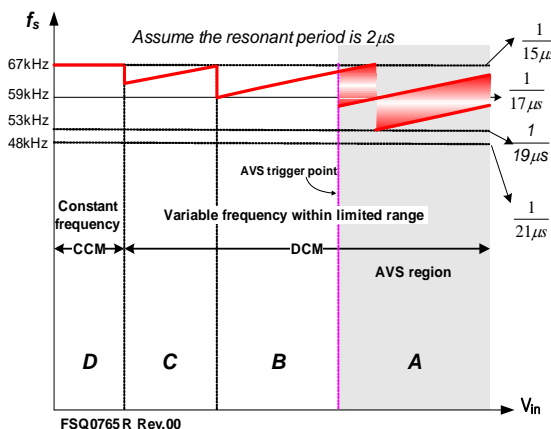 fs
Assume the resonant period is 2μs
67kHz
59kHz
53kHz
48kHz
1
15μs
1
17μs
1
19μs
1
21μs
AVS trigger point
Constant
frequency
Variable frequency within limited range
CCM
DCM
AVS region
D
C
B
A
Vin
FSQ0765R Rev.00